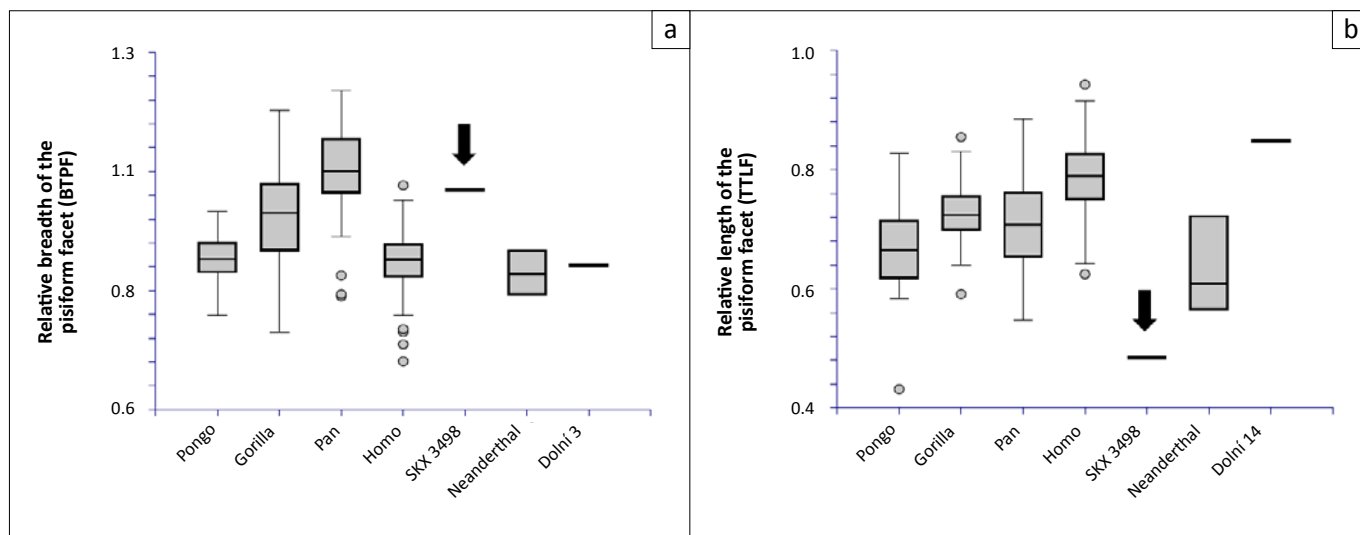 a
1.3
1.1
0.8
0.6
Relative breadth of the
pisiform facet (BTPF)
Pongo
Gorilla
Pan
Homo
SKX 3498
Neanderthal
Dolní 3
b
1.0
0.8
0.6
0.4
Relative length of the
pisiform facet (TTLF)
Pongo
Gorilla
Pan
Homo
SKX 3498
Neanderthal
Dolní 14